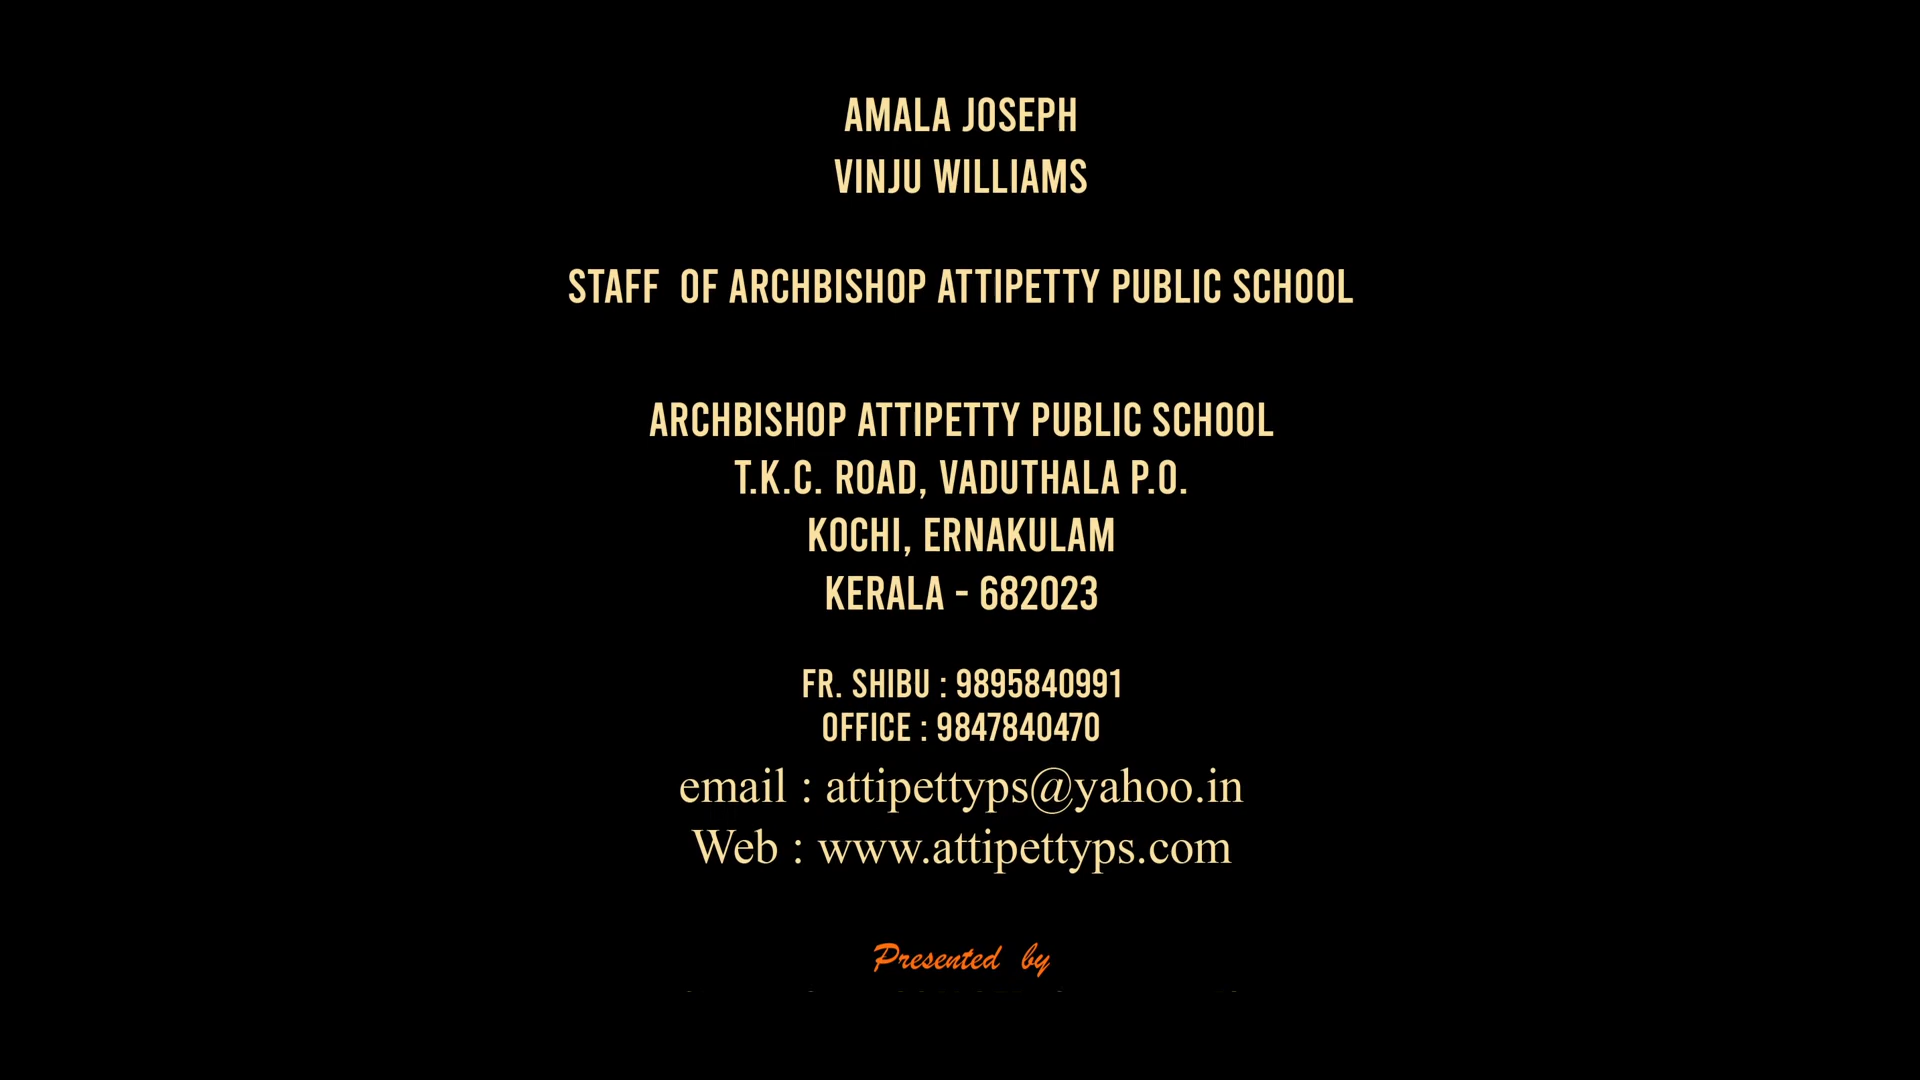 AMALA JOSEPH
VINJU WILLIAMS
STAFF OF ARCHBISHOP ATTIPETTY PUBLIC SCHOOL
ARCHBISHOP ATTIPETTY PUBLIC SCHOOL
T.K.C. ROAD, VADUTHALA P.O.
KOCHI, ERNAKULAM
KERALA - 682023
FR. SHIBU : 9895840991
OFFICE : 9847840470
email : attipettyps@yahoo.in
Web : www.attipettyps.com
Presented by